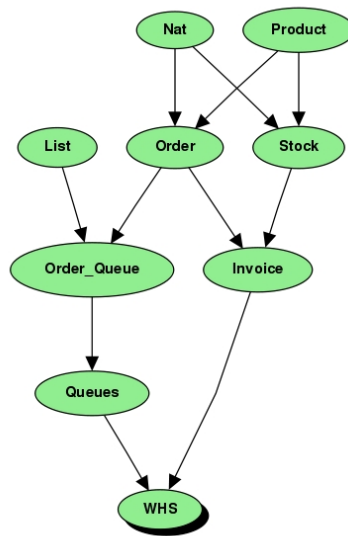 Nat
Product
List
Order
Stock
Order_Queue
Invoice
Queues
WHS